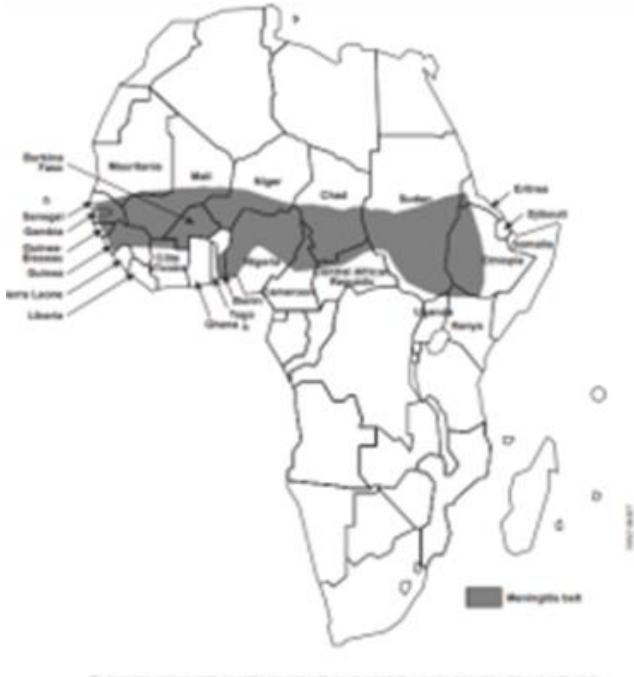 Burkina
Faso
Mauritania
Mali
Niger
Chad
Sudan
Eritrea
Djibouti
Somalia
Ethiopia
Senegal
Gambia
Guinea-
Bissau
Guinea
Leone
Liberia
Côte
Ghana
Togo
Benin
Nigeria
Cameroon
Central African
Republic
Uganda
Kenya
Meningitis belt